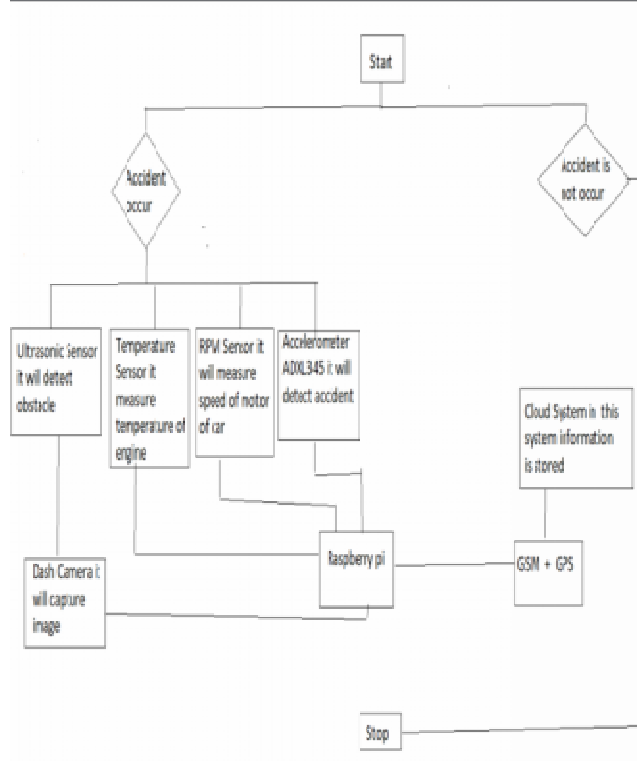 Start
Accident
occur
Accident is
not occur
Ultrasonic Sensor
it will detect
obstacle
Temperature
Sensor it
measure
temperature of
engine
RPM Sensor it
will measure
speed of motor
of car
Accelerometer
ADXL345 it will
detect accident
Cloud System in this
system information
is stored
Raspberry pi
GSM + GPS
Dash Camera it
will capture
image
Stop